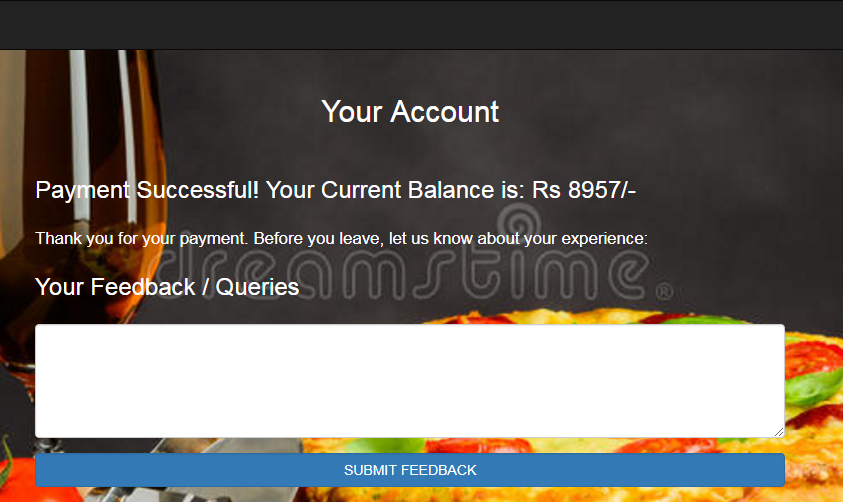 Your Account
Payment Successful! Your Current Balance is: Rs 8957/-
Thank you for your payment. Before you leave, let us know about your experience:
dreamstime®
Your Feedback / Queries
SUBMIT FEEDBACK